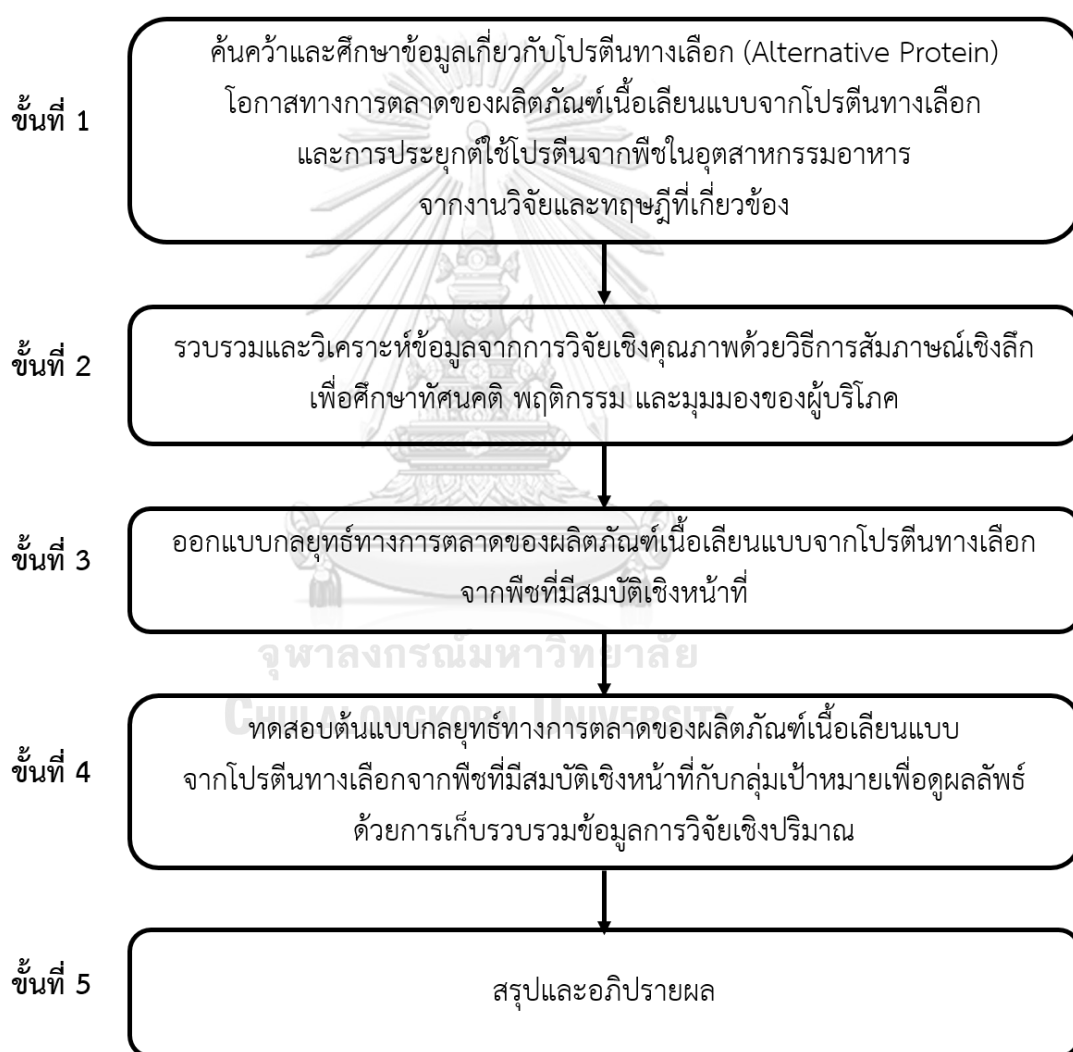 ขั้นที่ 1
ค้นคว้าและศึกษาข้อมูลเกี่ยวกับโปรตีนทางเลือก (Alternative Protein)
โอกาสทางการตลาดของผลิตภัณฑ์เนื้อเลียนแบบจากโปรตีนทางเลือก
และการประยุกต์ใช้โปรตีนจากพืชในอุตสาหกรรมอาหาร
จากงานวิจัยและทฤษฎีที่เกี่ยวข้อง
ขั้นที่ 2
รวบรวมและวิเคราะห์ข้อมูลจากการวิจัยเชิงคุณภาพด้วยวิธีการสัมภาษณ์เชิงลึก
เพื่อศึกษาทัศนคติ พฤติกรรม และมุมมองของผู้บริโภค
ขั้นที่ 3
ออกแบบกลยุทธ์ทางการตลาดของผลิตภัณฑ์เนื้อเลียนแบบจากโปรตีนทางเลือก
จากพืชที่มีสมบัติเชิงหน้าที่
จุฬาลงกรณ์มหาวิทยาลัย
CHULALONGKORN UNIVERSITY
ขั้นที่ 4
ทดสอบต้นแบบกลยุทธ์ทางการตลาดของผลิตภัณฑ์เนื้อเลียนแบบ
จากโปรตีนทางเลือกจากพืชที่มีสมบัติเชิงหน้าที่กับกลุ่มเป้าหมายเพื่อดูผลลัพธ์
ด้วยการเก็บรวบรวมข้อมูลการวิจัยเชิงปริมาณ
ขั้นที่ 5
สรุปและอภิปรายผล